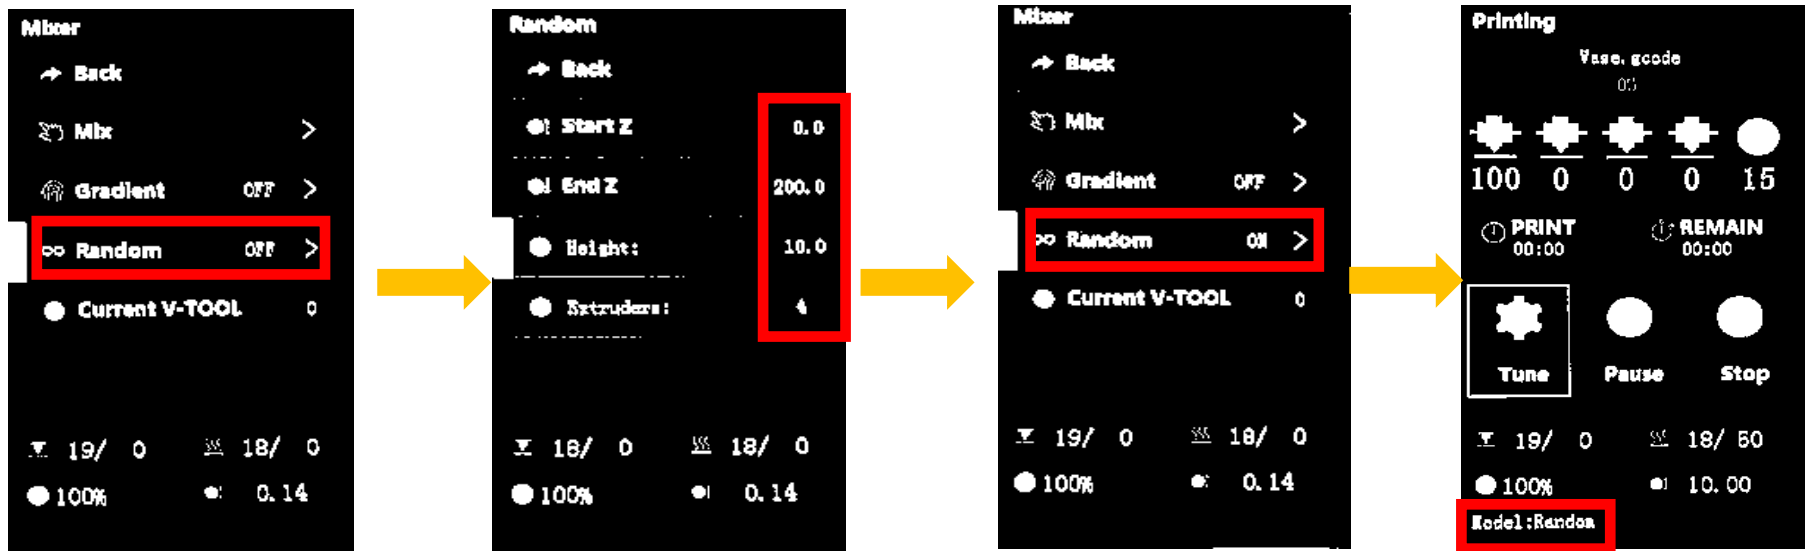 Mixer
Back
Mix >
Gradient OFF >
Random OFF >
Current V-TOOL 0
19/ 0 18/ 0
100% 0.14
Random
Back
Start Z 0.0
End Z 200.0
Height: 10.0
Extruders: 4
18/ 0 18/ 0
100% 0.14
Mixer
Back
Mix >
Gradient OFF >
Random ON >
Current V-TOOL 0
19/ 0 18/ 0
100% 0.14
Printing
Vase.gcode
0%
100 0 0 0 15
PRINT REMAIN
00:00 00:00
Tune Pause Stop
19/ 0 18/ 60
100% 10.00
Model:Random